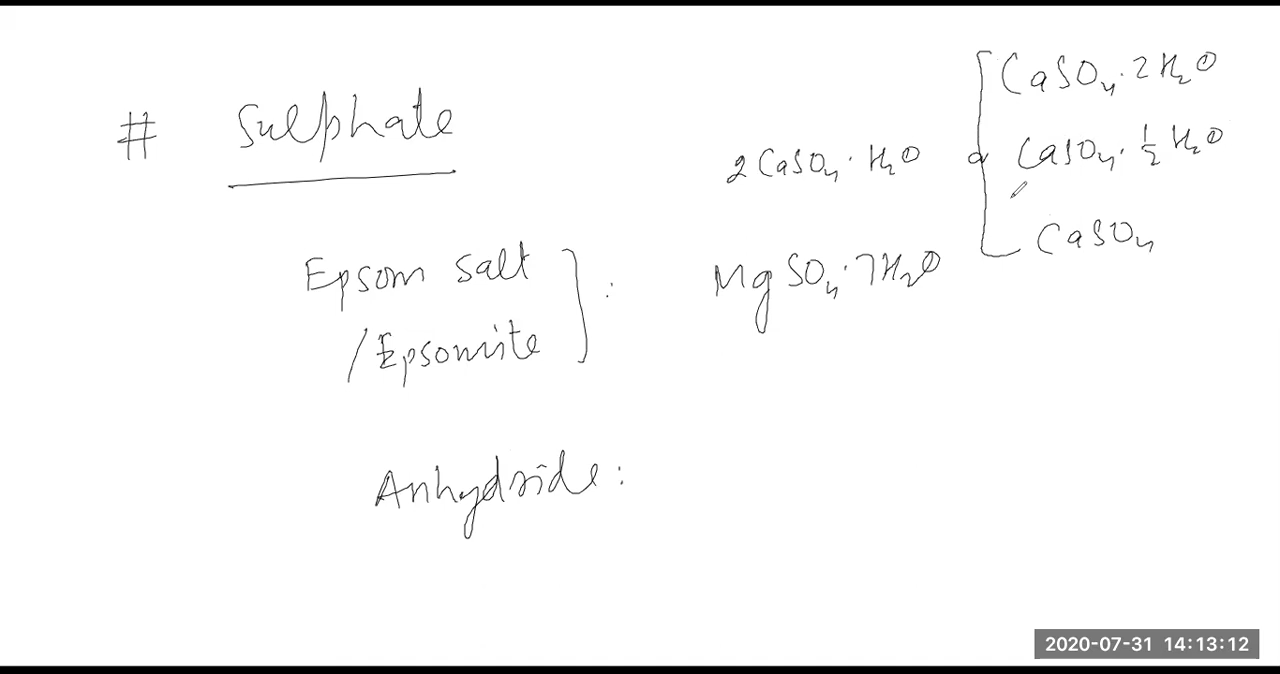 # Sulphate
CaSO₄·2H₂O
2CaSO₄·H₂O or CaSO₄·½H₂O
CaSO₄
Epsom salt
/Epsomite : MgSO₄·7H₂O
Anhydride:
2020-07-31 14:13:12